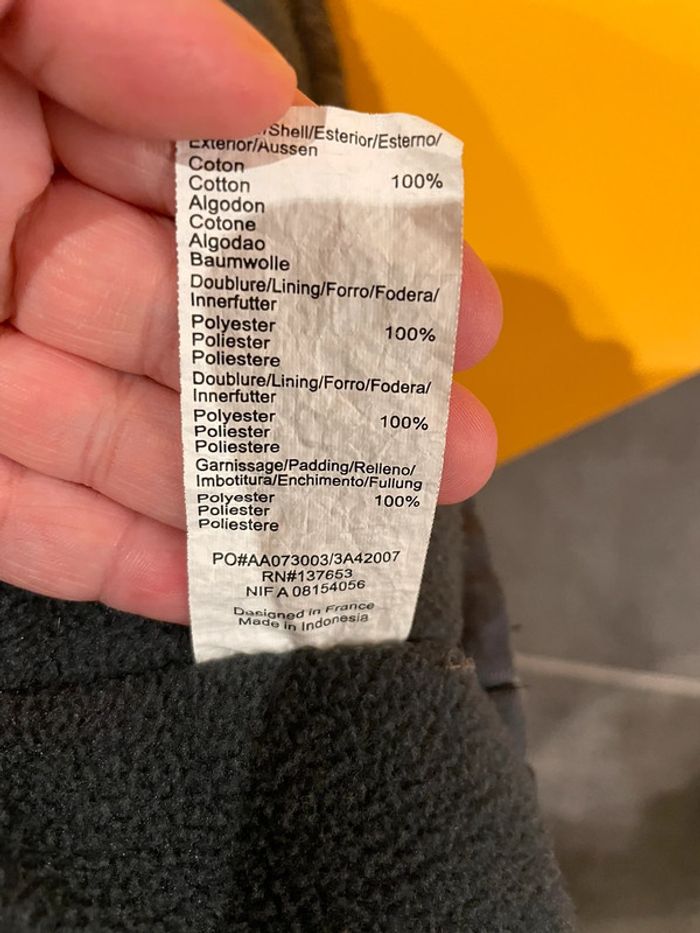 /Shell/Esterior/Esterno/
Exterior/Aussen
Coton
Cotton 100%
Algodon
Cotone
Algodao
Baumwolle
Doublure/Lining/Forro/Fodera/
Innerfutter
Polyester 100%
Poliester
Poliestere
Doublure/Lining/Forro/Fodera/
Innerfutter
Polyester 100%
Poliester
Poliestere
Garnissage/Padding/Relleno/
Imbotitura/Enchimento/Fullung
Polyester 100%
Poliester
Poliestere
PO#AA073003/3A42007
RN#137653
NIF A 08154056
Designed in France
Made in Indonesia